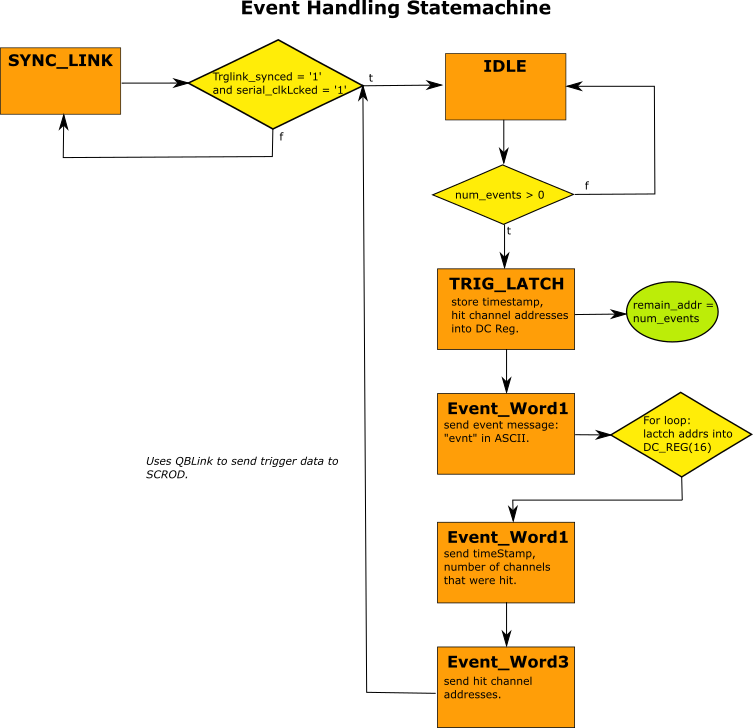 Event Handling Statemachine
SYNC_LINK
Trglink_synced = '1'
and serial_clkLcked = '1'
t
f
IDLE
num_events > 0
f
t
TRIG_LATCH
store timestamp,
hit channel addresses
into DC Reg.
remain_addr =
num_events
Event_Word1
send event message:
"evnt" in ASCII.
For loop:
lactch addrs into
DC_REG(16)
Uses QBLink to send trigger data to
SCROD.
Event_Word1
send timeStamp,
number of channels
that were hit.
Event_Word3
send hit channel
addresses.